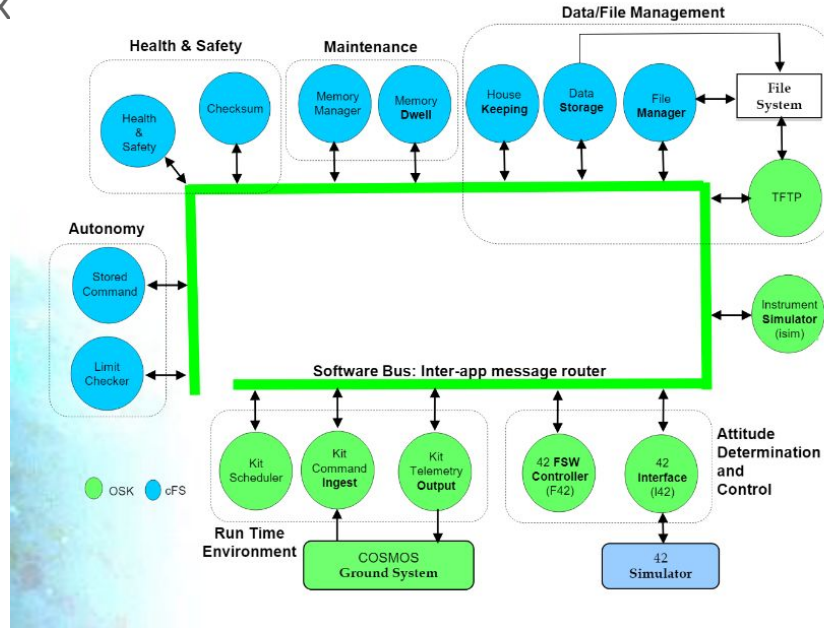 K
Data/File Management
Health & Safety
Maintenance
Health
&
Safety
Checksum
Memory
Manager
Memory
Dwell
House
Keeping
Data
Storage
File
Manager
File
System
TFTP
Autonomy
Stored
Command
Limit
Checker
Instrument
Simulator
(isim)
Software Bus: Inter-app message router
Kit
Scheduler
Kit
Command
Ingest
Kit
Telemetry
Output
42 FSW
Controller
(F42)
42
Interface
(I42)
Attitude
Determination
and
Control
OSK
cFS
Run Time
Environment
COSMOS
Ground System
42
Simulator